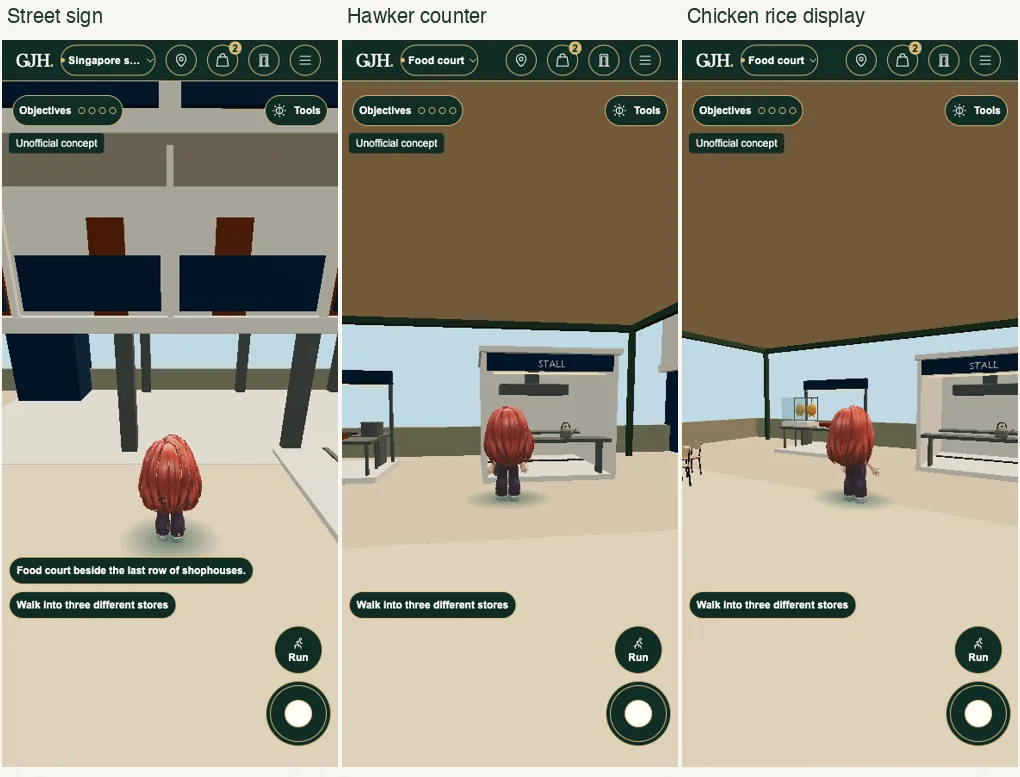 Street sign
GJH.
Singapore s...
2
Objectives
Tools
Unofficial concept
Food court beside the last row of shophouses.
Walk into three different stores
Run
Hawker counter
GJH.
Food court
2
Objectives
Tools
Unofficial concept
STALL
Walk into three different stores
Run
Chicken rice display
GJH.
Food court
2
Objectives
Tools
Unofficial concept
STALL
Walk into three different stores
Run